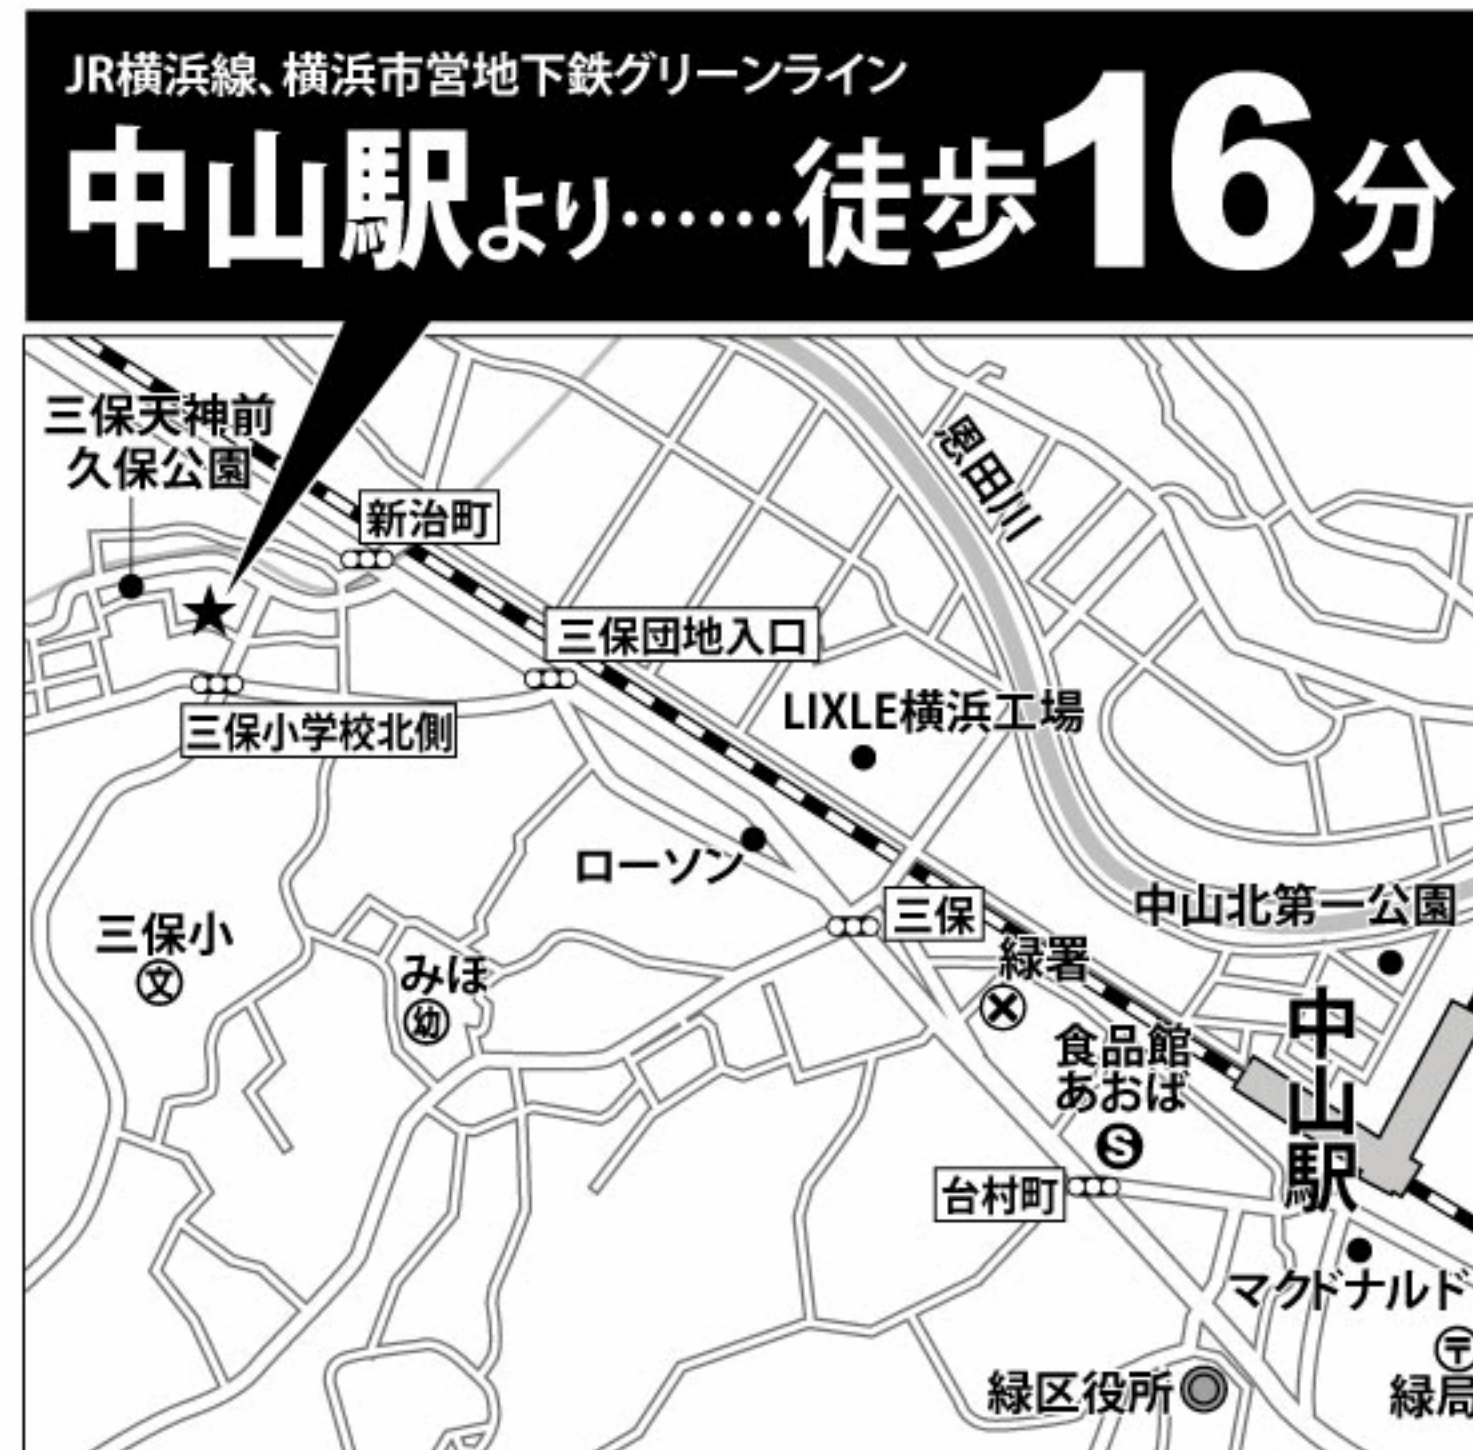 JR横浜線、横浜市営地下鉄グリーンライン
中山駅より……徒歩16分
三保天神前
久保公園
新治町
恩田川
三保団地入口
三保小学校北側
LIXLE横浜工場
ローソン
三保
中山北第一公園
三保小
文
みほ
幼
緑署
食品館
あおば
S
中山駅
台村町
マクドナルド
〒
緑局
緑区役所